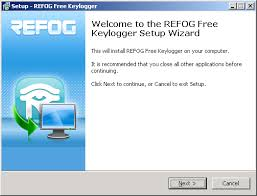 Setup - REFOG Free Keylogger
REFOG
Welcome to the REFOG Free
Keylogger Setup Wizard
This will install REFOG Free Keylogger on your computer.
It is recommended that you close all other applications before
continuing.
Click Next to continue, or Cancel to exit Setup.
Next >
Cancel